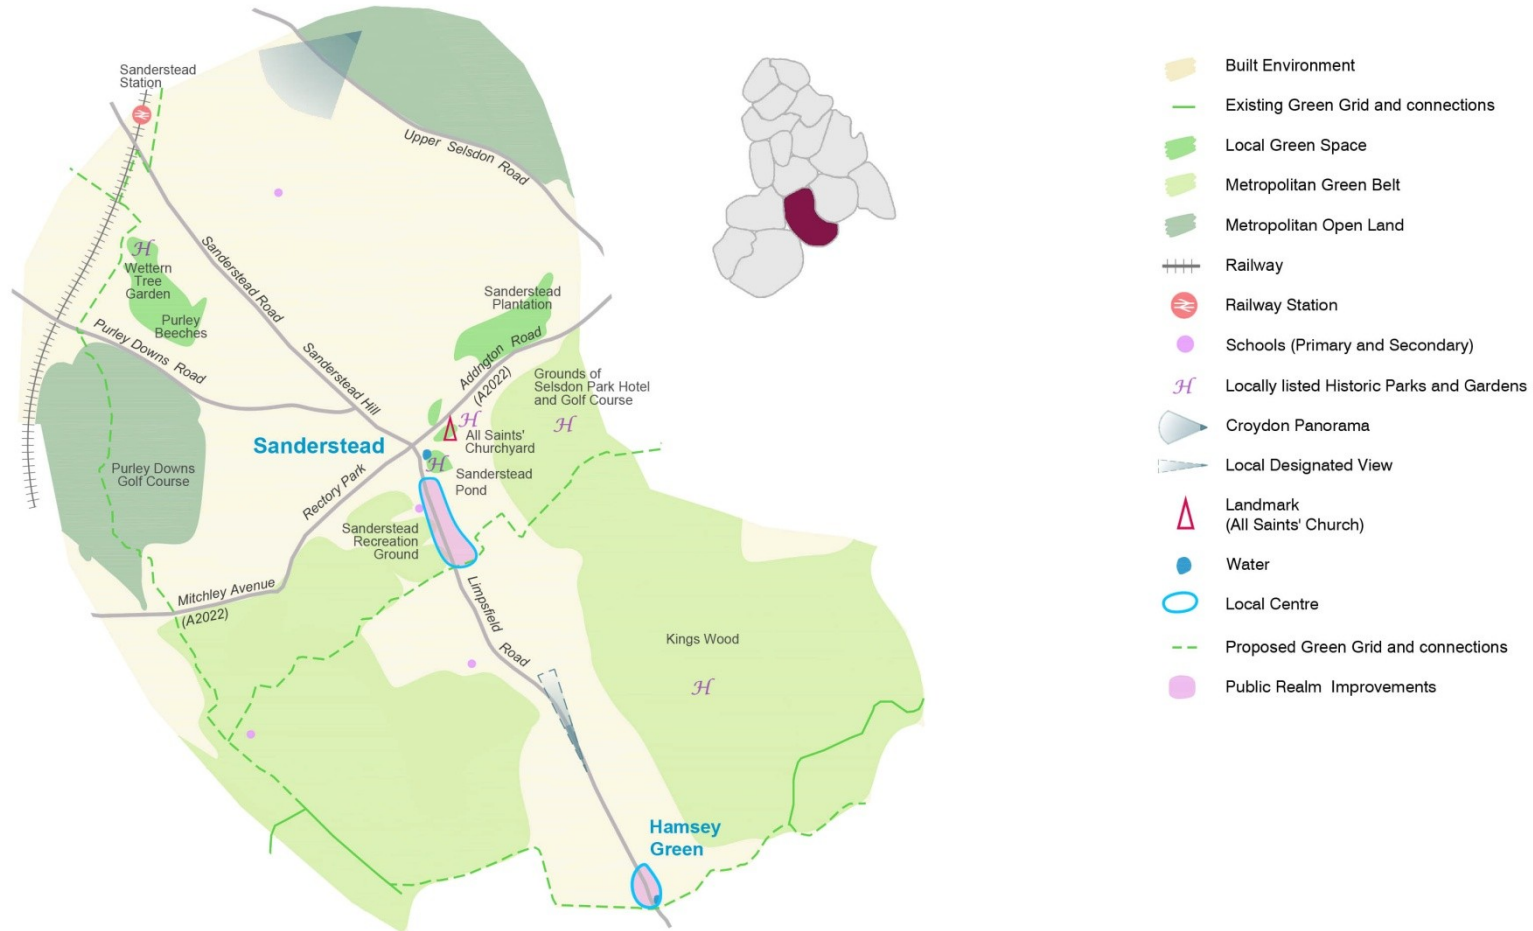 Sanderstead
Station
Upper Selsdon Road
Sanderstead Road
H
Wettern
Tree
Garden
Purley
Beeches
Sanderstead
Plantation
Purley Downs Road
Sanderstead Hill
Addngton Road
(A2022)
Grounds of
Selsdon Park Hotel
and Golf Course
H
H
All Saints'
Churchyard
Sanderstead
H
Sanderstead
Pond
Purley Downs
Golf Course
Rectory Park
Sanderstead
Recreation
Ground
Mitchley Avenue
(A2022)
Limpsfield Road
Kings Wood
H
Hamsey
Green
Built Environment
Existing Green Grid and connections
Local Green Space
Metropolitan Green Belt
Metropolitan Open Land
Railway
Railway Station
Schools (Primary and Secondary)
H Locally listed Historic Parks and Gardens
Croydon Panorama
Local Designated View
Landmark
(All Saints' Church)
Water
Local Centre
Proposed Green Grid and connections
Public Realm Improvements